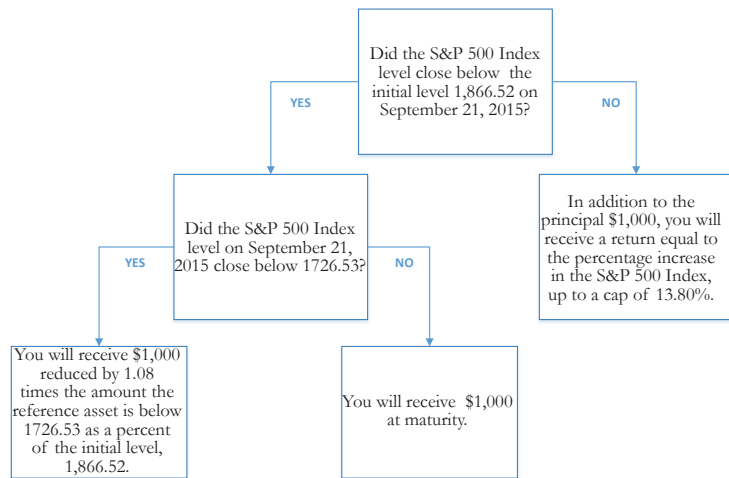 Did the S&P 500 Index
level close below the
initial level 1,866.52 on
September 21, 2015?
YES
NO
Did the S&P 500 Index
level on September 21,
2015 close below 1726.53?
In addition to the
principal $1,000, you will
receive a return equal to
the percentage increase
in the S&P 500 Index,
up to a cap of 13.80%.
YES
NO
You will receive $1,000
reduced by 1.08
times the amount the
reference asset is below
1726.53 as a percent
of the initial level,
1,866.52.
You will receive $1,000
at maturity.